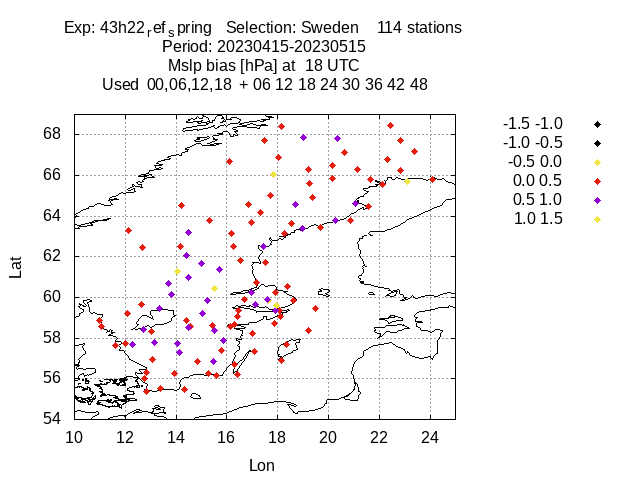 Exp: 43h22ref spring   Selection: Sweden    114 stations
Period: 20230415-20230515
Mslp bias [hPa] at  18 UTC
Used  00,06,12,18  + 06 12 18 24 30 36 42 48
-1.5 -1.0
-1.0 -0.5
-0.5 0.0
0.0 0.5
0.5 1.0
1.0 1.5
68
66
64
62
60
58
56
54
Lat
10 12 14 16 18 20 22 24
Lon